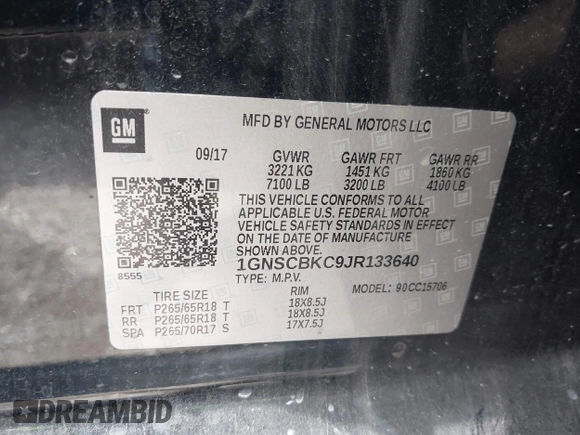 GM
MFD BY GENERAL MOTORS LLC
09/17 GVWR GAWR FRT GAWR RR
3221 KG 1451 KG 1860 KG
7100 LB 3200 LB 4100 LB
THIS VEHICLE CONFORMS TO ALL
APPLICABLE U.S. FEDERAL MOTOR
VEHICLE SAFETY STANDARDS IN EFFECT
ON THE DATE OF MANUFACTURE SHOWN ABOVE.
8555
1GNSCBKC9JR133640
TYPE: M.P.V. MODEL: 90CC15706
TIRE SIZE RIM
FRT P265/65R18 T 18X8.5J
RR P265/65R18 T 18X8.5J
SPA P265/70R17 S 17X7.5J
DREAMBID